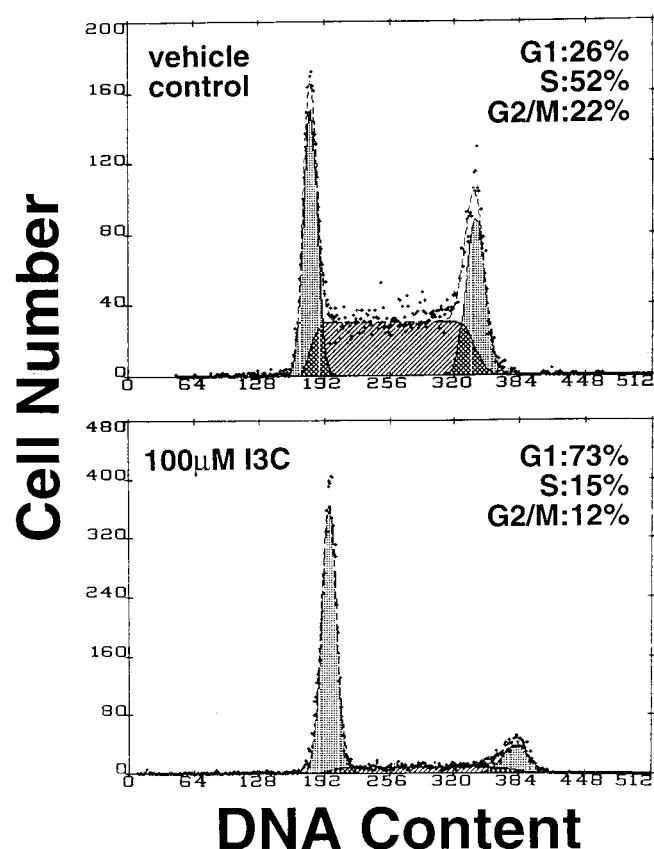 Cell Number
200
160
120
80
40
0
vehicle
control
G1:26%
S:52%
G2/M:22%
0 64 128 192 256 320 384 448 512
480
400
320
240
160
80
0
100µM I3C
G1:73%
S:15%
G2/M:12%
0 64 128 192 256 320 384 448 512
DNA Content